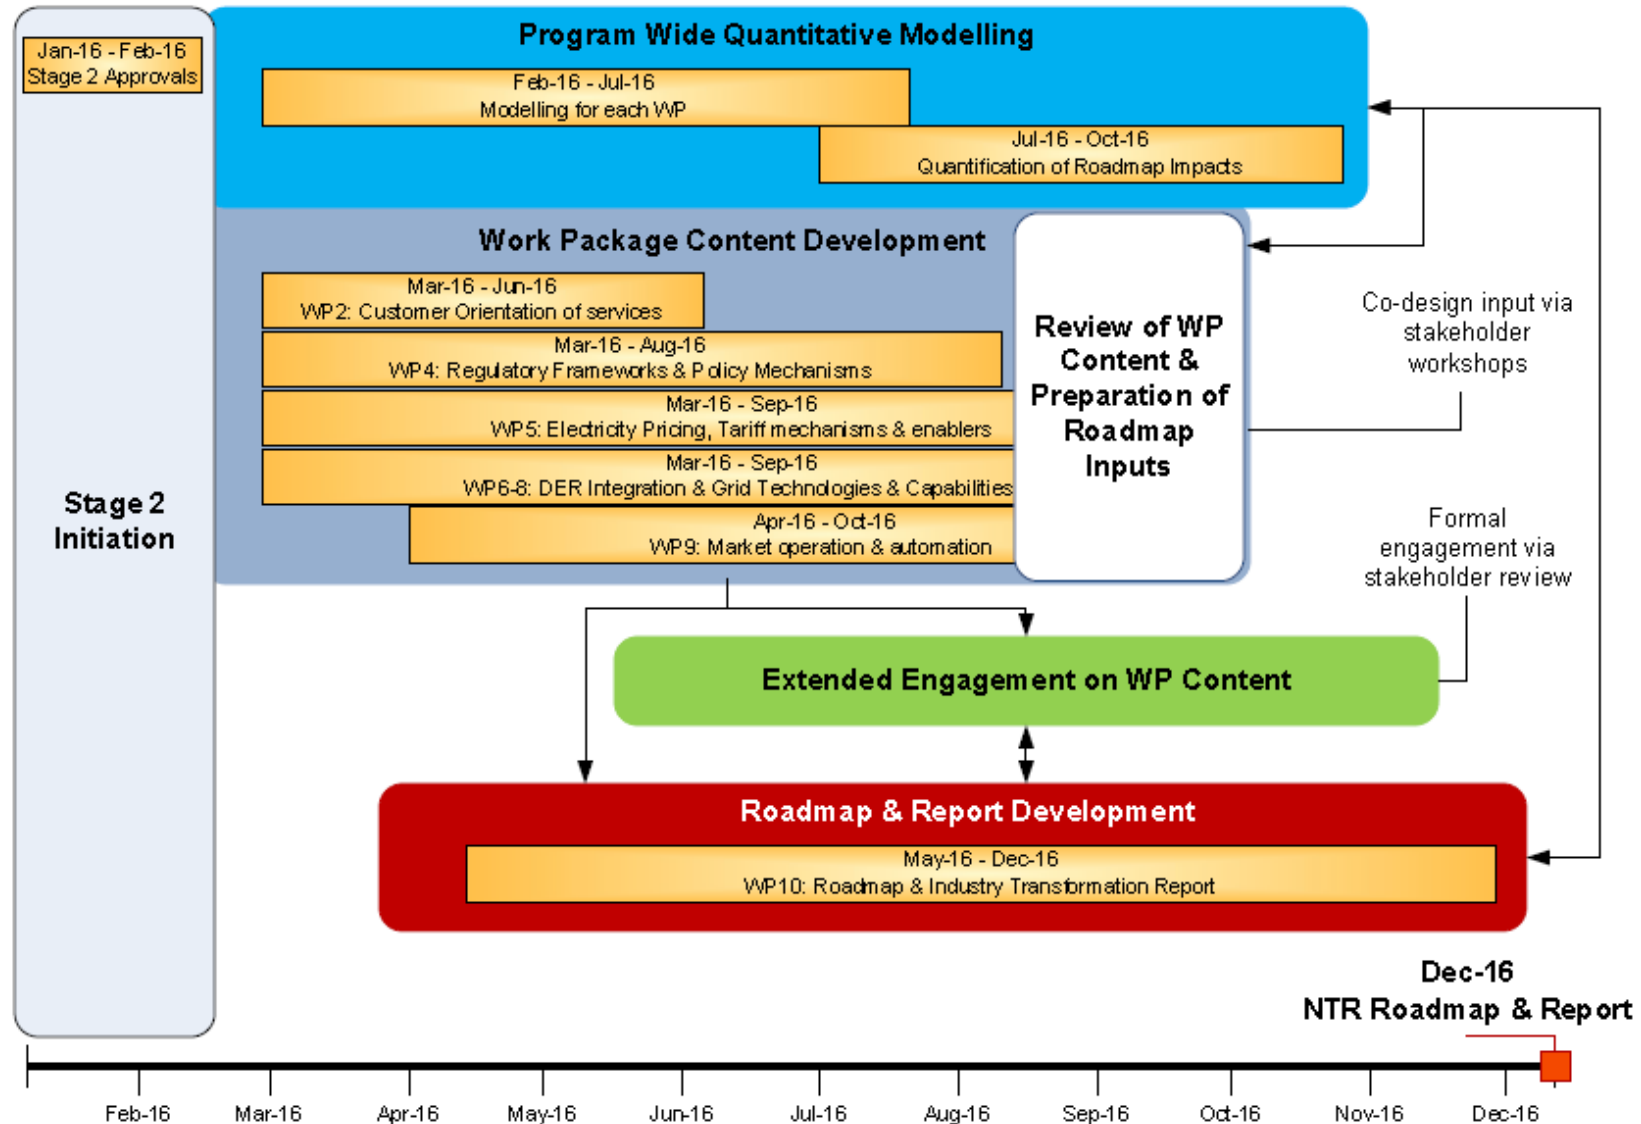 Jan-16 - Feb-16
Stage 2 Approvals
Stage 2
Initiation
Program Wide Quantitative Modelling
Feb-16 - Jul-16
Modelling for each WP
Jul-16 - Oct-16
Quantification of Roadmap Impacts
Work Package Content Development
Mar-16 - Jun-16
WP2: Customer Orientation of services
Mar-16 - Aug-16
WP4: Regulatory Frameworks & Policy Mechanisms
Mar-16 - Sep-16
WP5: Electricity Pricing, Tariff mechanisms & enablers
Mar-16 - Sep-16
WP6-8: DER Integration & Grid Technologies & Capabilities
Apr-16 - Oct-16
WP9: Market operation & automation
Review of WP
Content &
Preparation of
Roadmap
Inputs
Co-design input via
stakeholder
workshops
Formal
engagement via
stakeholder review
Extended Engagement on WP Content
Roadmap & Report Development
May-16 - Dec-16
WP10: Roadmap & Industry Transformation Report
Dec-16
NTR Roadmap & Report
Feb-16
Mar-16
Apr-16
May-16
Jun-16
Jul-16
Aug-16
Sep-16
Oct-16
Nov-16
Dec-16